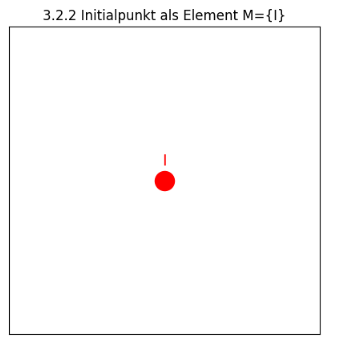 3.2.2 Initialpunkt als Element M={I}
I